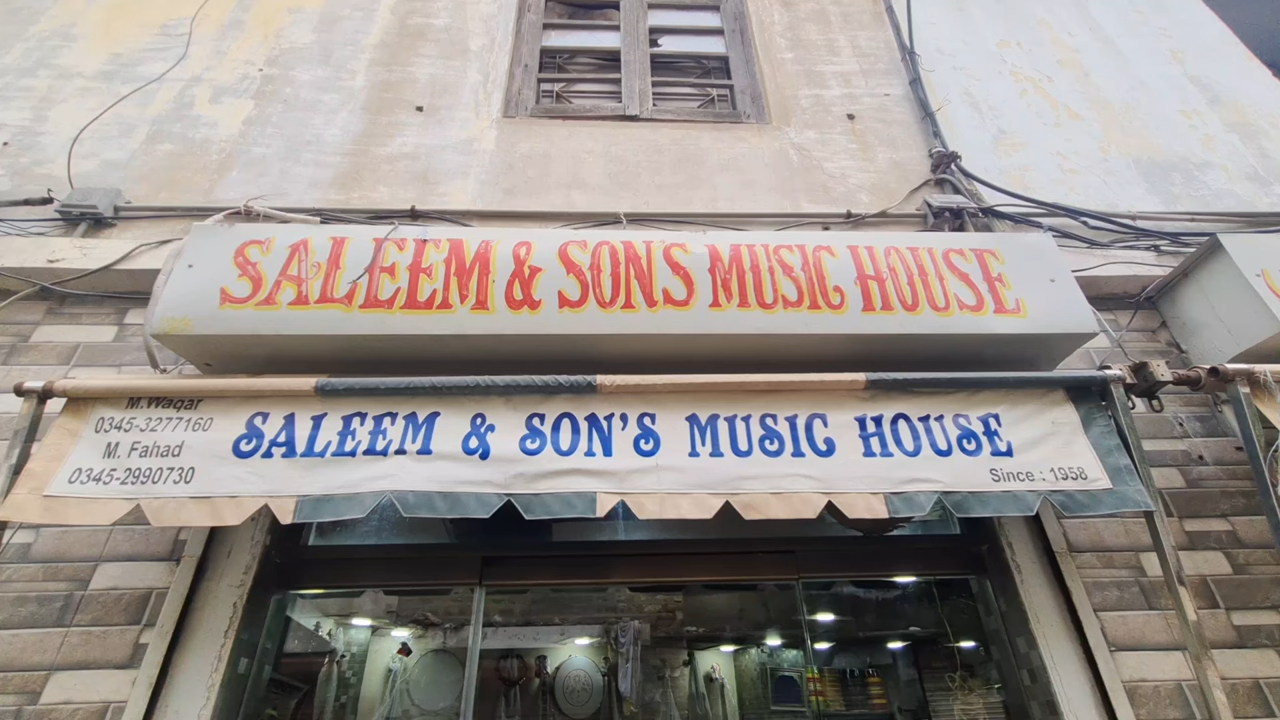 SALEEM & SONS MUSIC HOUSE
M.Waqar
0345-3277160
M. Fahad
0345-2990730
SALEEM & SON'S MUSIC HOUSE
Since : 1958